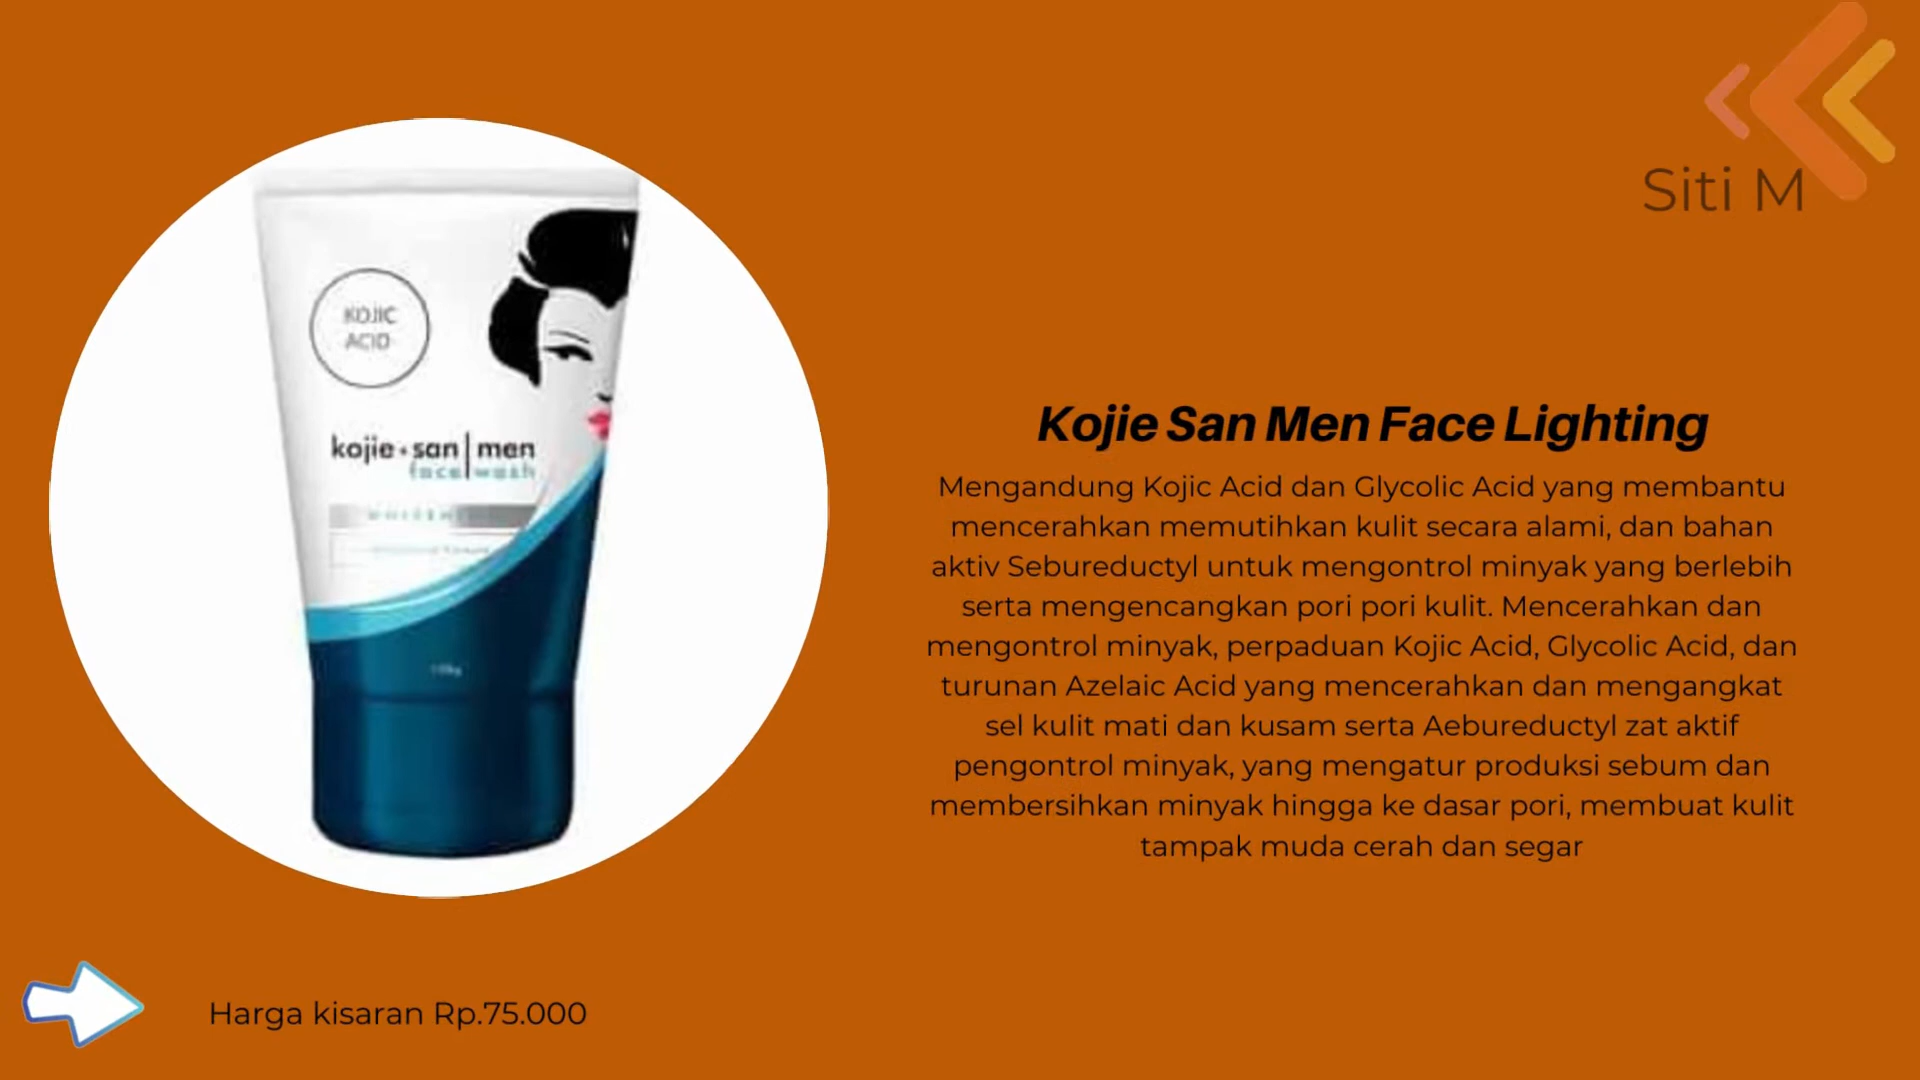 Siti M
KOJIC
ACID
kojie • san | men
face wash
Kojie San Men Face Lighting
Mengandung Kojic Acid dan Glycolic Acid yang membantu
mencerahkan memutihkan kulit secara alami, dan bahan
aktiv Sebureductyl untuk mengontrol minyak yang berlebih
serta mengencangkan pori pori kulit. Mencerahkan dan
mengontrol minyak, perpaduan Kojic Acid, Glycolic Acid, dan
turunan Azelaic Acid yang mencerahkan dan mengangkat
sel kulit mati dan kusam serta Aebureductyl zat aktif
pengontrol minyak, yang mengatur produksi sebum dan
membersihkan minyak hingga ke dasar pori, membuat kulit
tampak muda cerah dan segar
Harga kisaran Rp.75.000